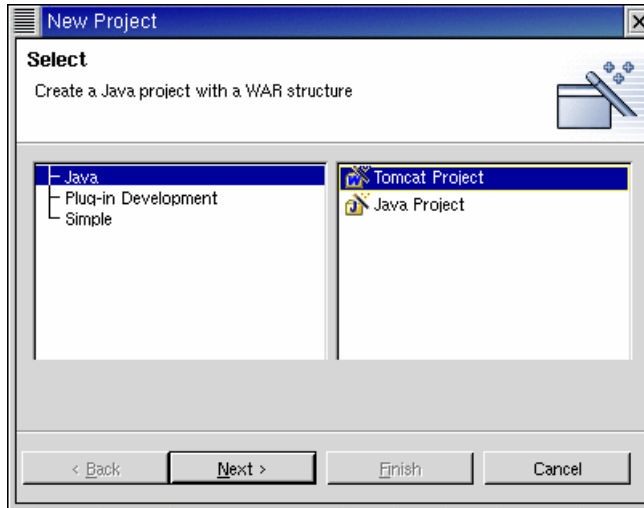 New Project
Select
Create a Java project with a WAR structure
Java
Plug-in Development
Simple
Tomcat Project
Java Project
< Back
Next >
Finish
Cancel